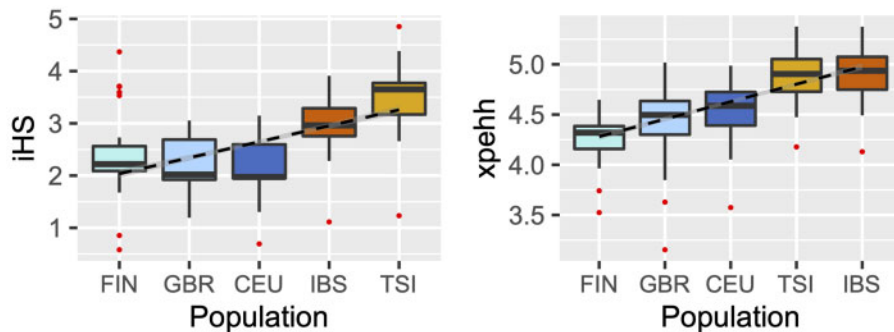 iHS
5
4
3
2
1
FIN GBR CEU IBS TSI
Population
xpehh
5.0
4.5
4.0
3.5
FIN GBR CEU TSI IBS
Population